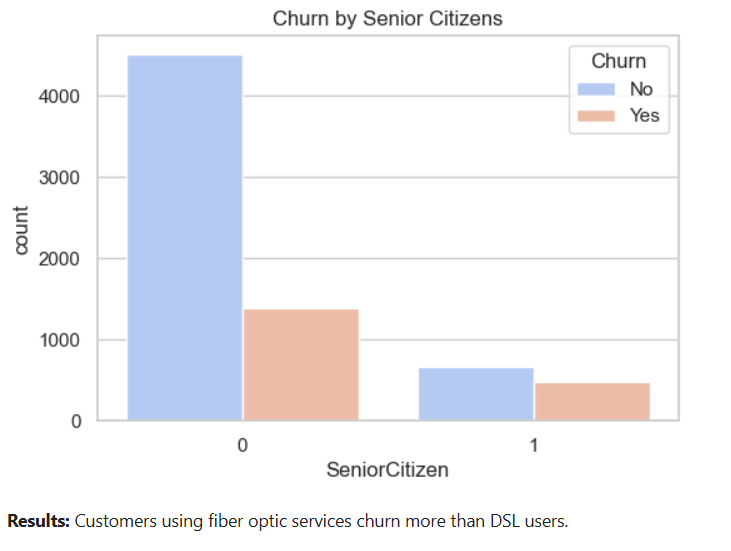 Churn by Senior Citizens
Churn
No
Yes
4000
3000
2000
1000
0
count
0 1
SeniorCitizen
Results: Customers using fiber optic services churn more than DSL users.